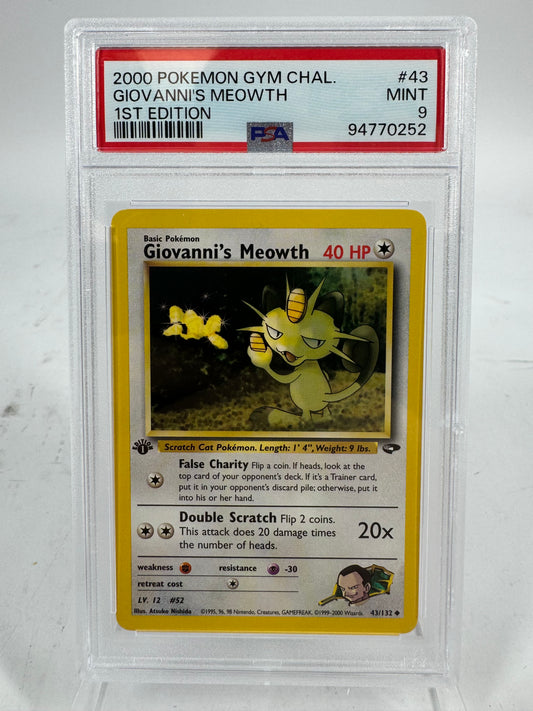 2000 POKEMON GYM CHAL. #43
GIOVANNI'S MEOWTH MINT
1ST EDITION 9
PSA 94770252
Basic Pokémon
Giovanni's Meowth 40 HP
EDITION
1
Scratch Cat Pokémon. Length: 1' 4", Weight: 9 lbs.
False Charity Flip a coin. If heads, look at the
top card of your opponent's deck. If it's a Trainer card,
put it in your opponent's discard pile; otherwise, put it
into his or her hand.
Double Scratch Flip 2 coins.
This attack does 20 damage times
the number of heads.
20x
weakness resistance -30
retreat cost
LV. 12 #52
Illus. Atsuko Nishida ©1995, 96, 98 Nintendo, Creatures, GAMEFREAK. ©1999-2000 Wizards. 43/132